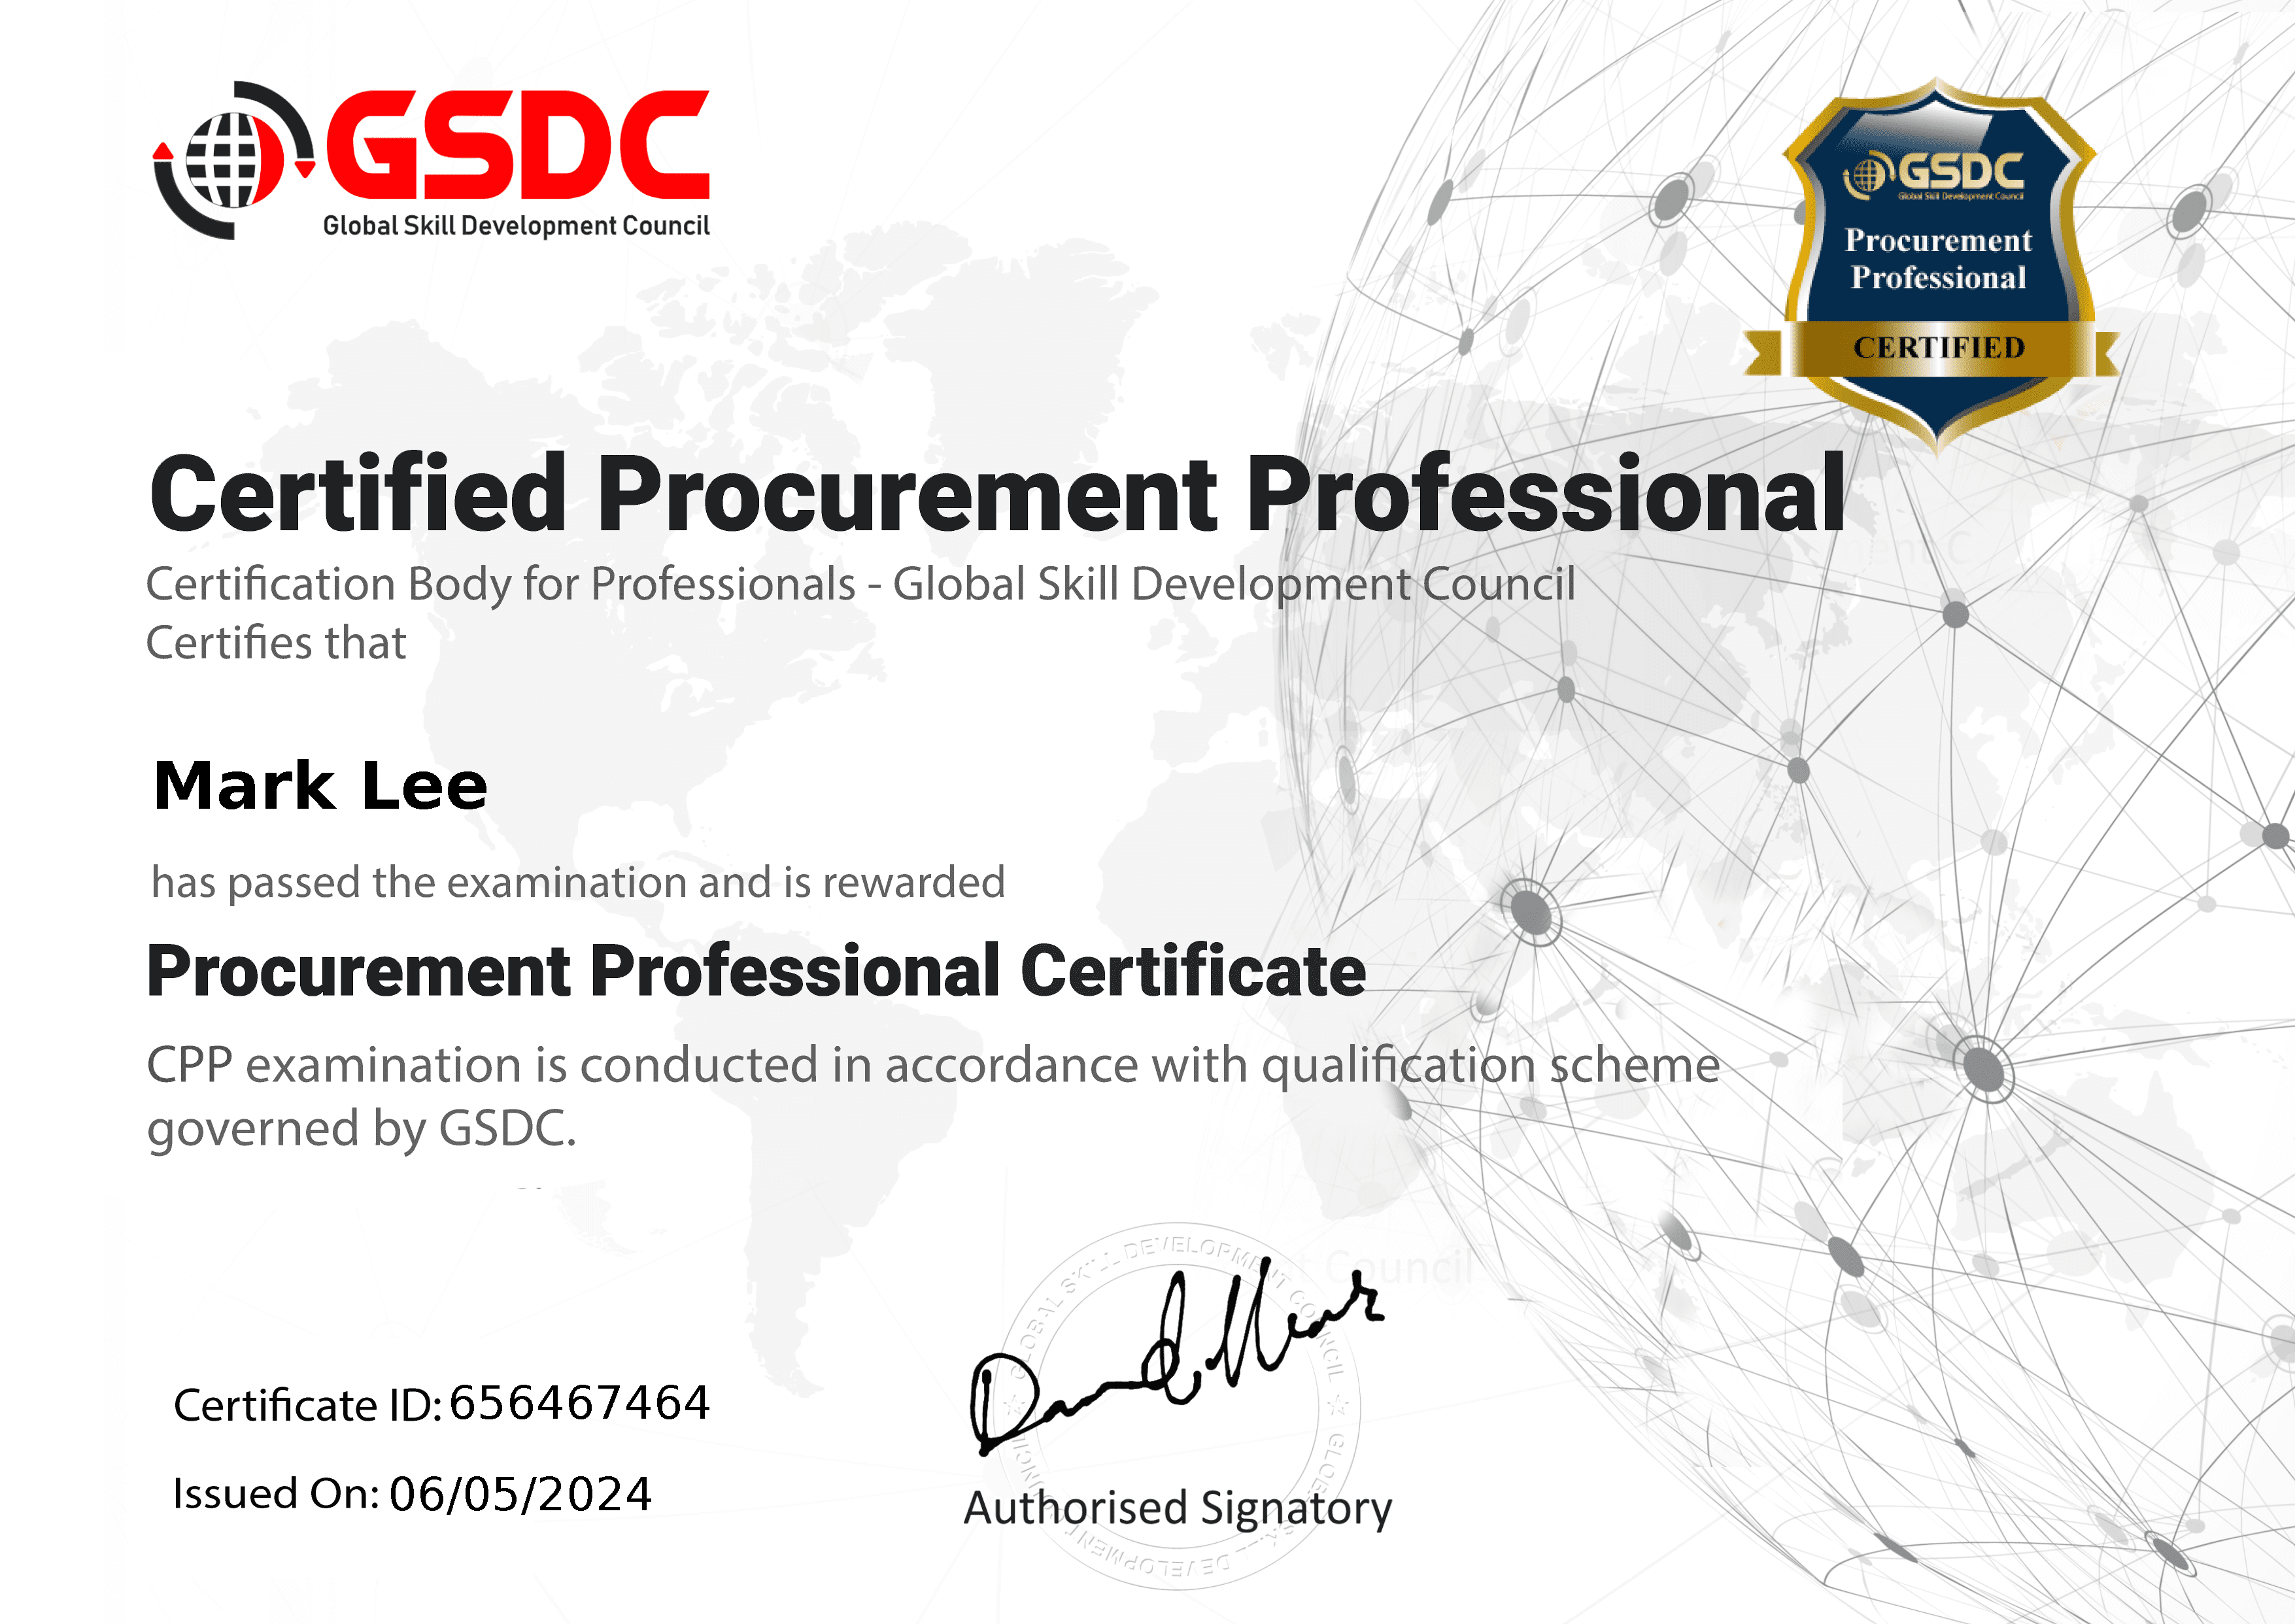 GSDC
Global Skill Development Council
GSDC
Global Skill Development Council
Procurement
Professional
CERTIFIED
Certified Procurement Professional
Certification Body for Professionals - Global Skill Development Council
Certifies that
Mark Lee
has passed the examination and is rewarded
Procurement Professional Certificate
CPP examination is conducted in accordance with qualification scheme
governed by GSDC.
GLOBAL SKILL DEVELOPMENT COUNCIL
GLOBAL SKILL DEVELOPMENT COUNCIL
Council
Certificate ID: 656467464
Issued On: 06/05/2024
Authorised Signatory